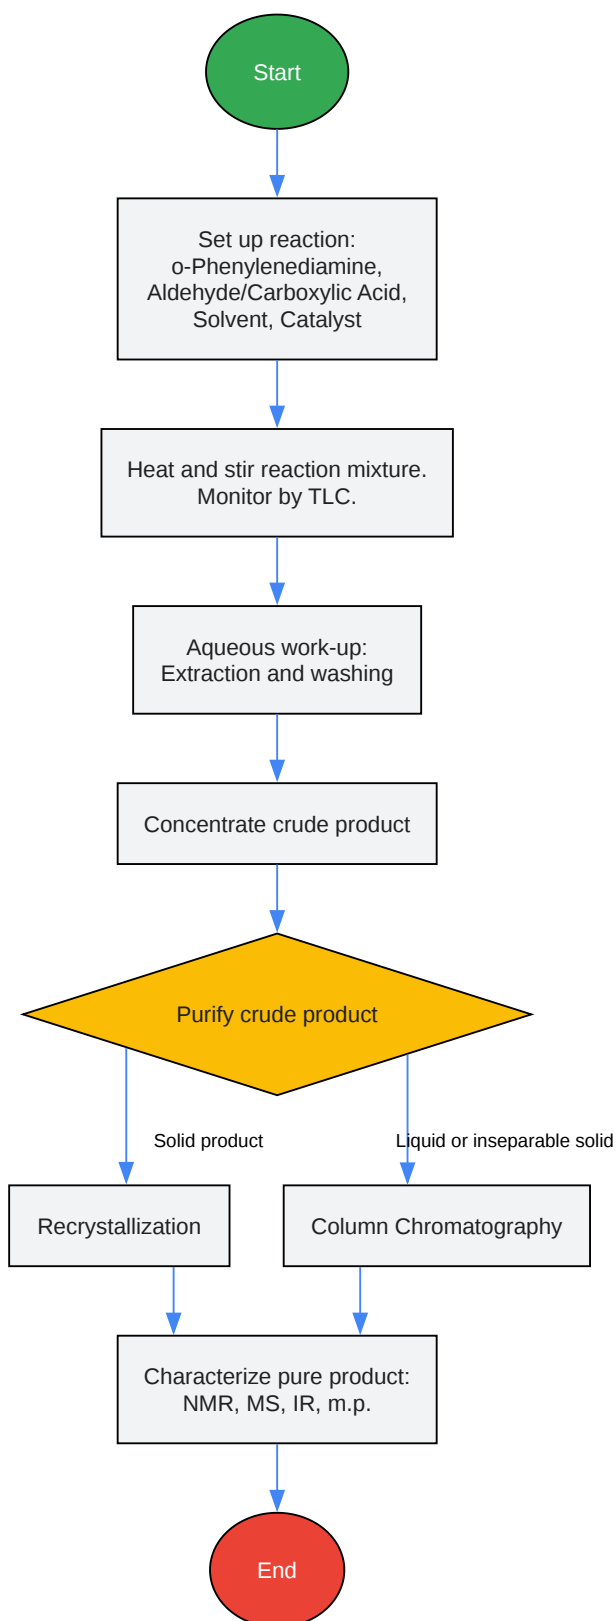 Start
Set up reaction:
o-Phenylenediamine,
Aldehyde/Carboxylic Acid,
Solvent, Catalyst
Heat and stir reaction mixture.
Monitor by TLC.
Aqueous work-up:
Extraction and washing
Concentrate crude product
Purify crude product
Solid product
Liquid or inseparable solid
Recrystallization
Column Chromatography
Characterize pure product:
NMR, MS, IR, m.p.
End